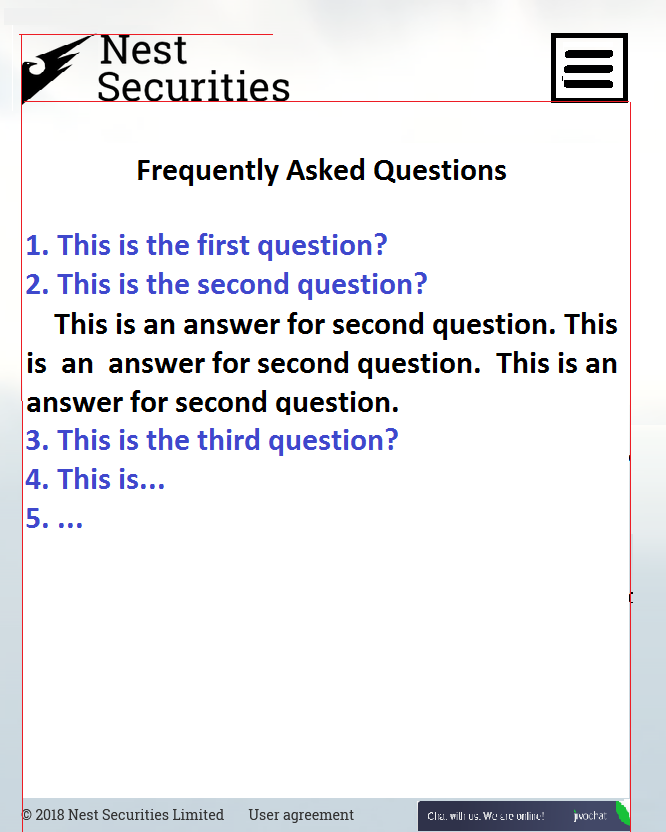 Nest
Securities
Frequently Asked Questions
1. This is the first question?
2. This is the second question?
This is an answer for second question. This
is an answer for second question. This is an
answer for second question.
3. This is the third question?
4. This is...
5. ...
© 2018 Nest Securities Limited User agreement
Chat with us. We are online! jivochat